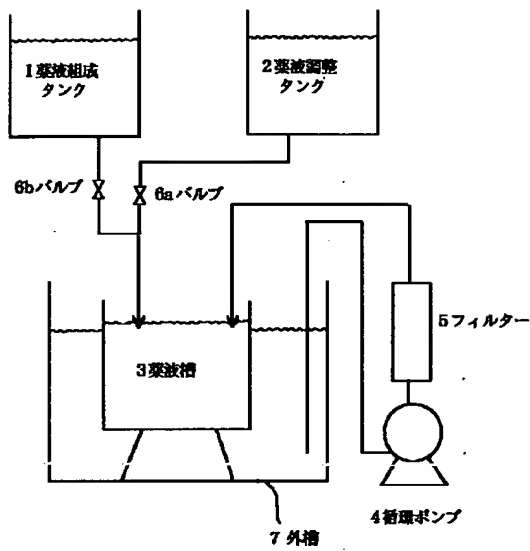 1薬液組成
タンク
2薬液調整
タンク
6bバルブ
6aバルブ
5フィルター
3薬液槽
4循環ポンプ
7 外槽